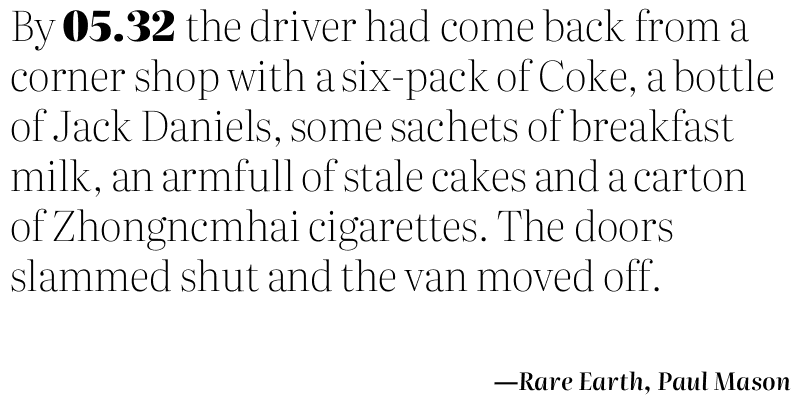 By 05.32 the driver had come back from a
corner shop with a six-pack of Coke, a bottle
of Jack Daniels, some sachets of breakfast
milk, an armfull of stale cakes and a carton
of Zhongncmhai cigarettes. The doors
slammed shut and the van moved off.
—Rare Earth, Paul Mason